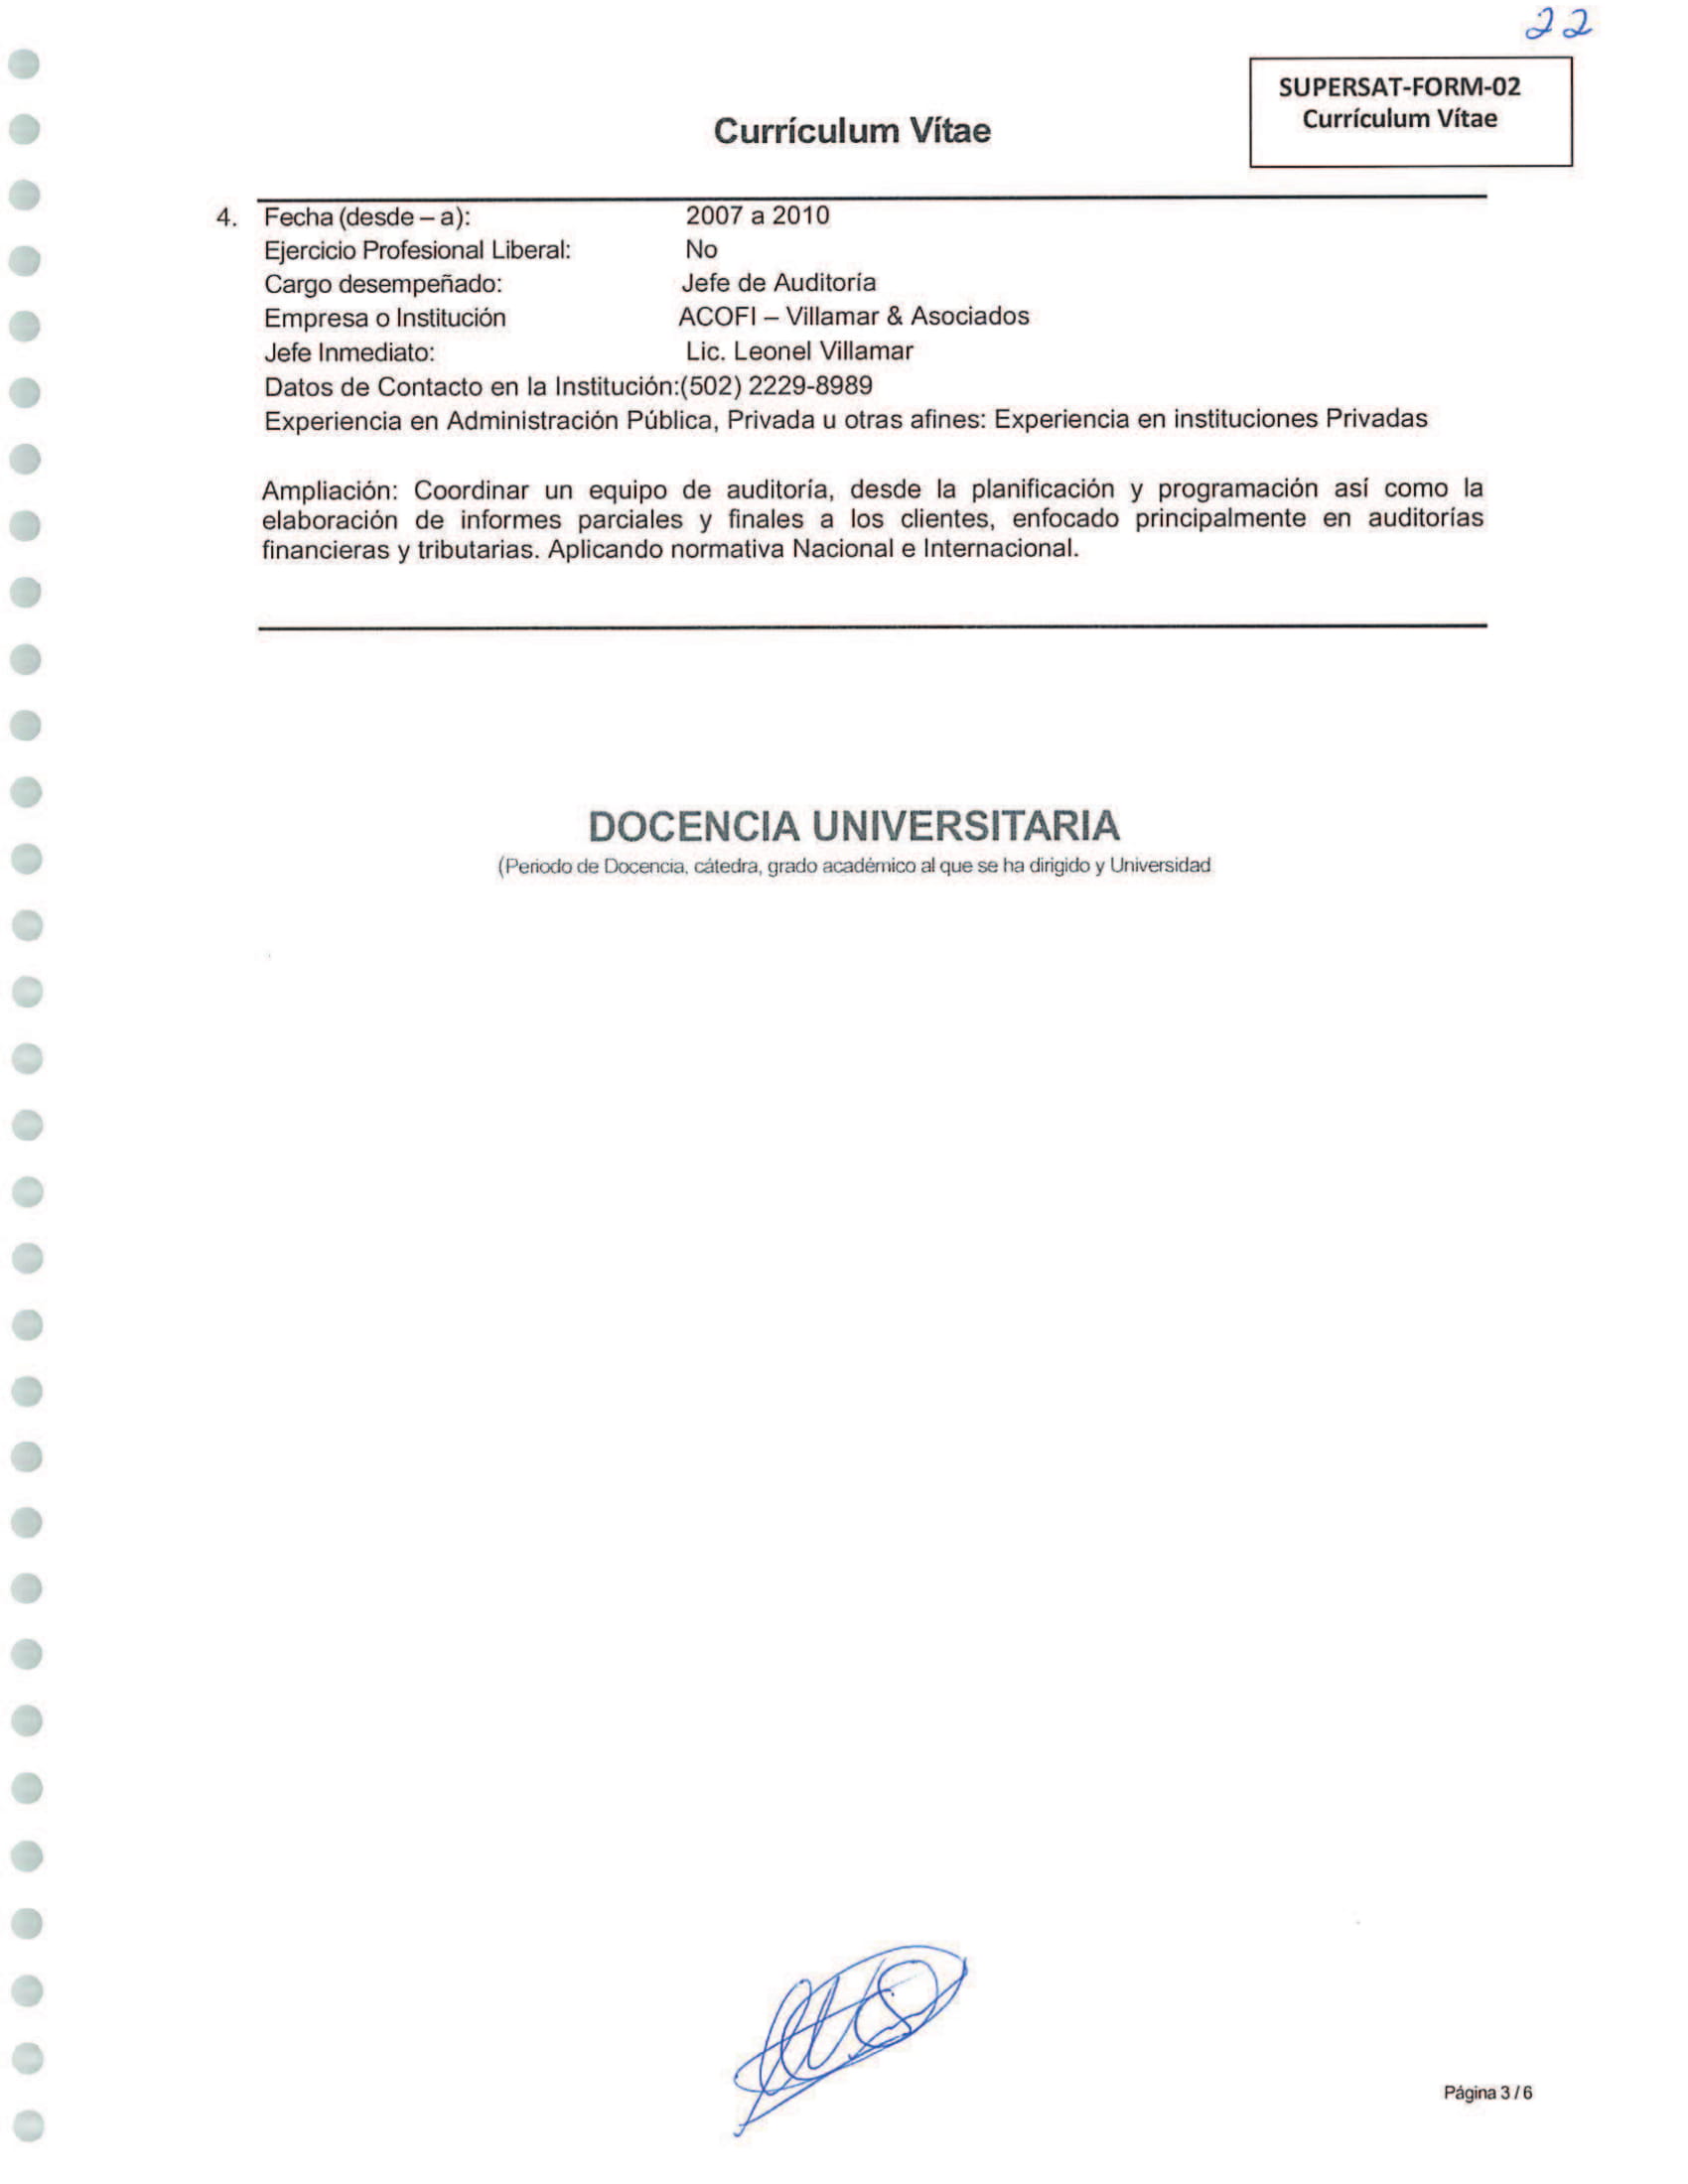 22
SUPERSAT-FORM-02
Currículum Vítae
Currículum Vítae
4. Fecha (desde – a): 2007 a 2010
Ejercicio Profesional Liberal: No
Cargo desempeñado: Jefe de Auditoría
Empresa o Institución ACOFI – Villamar & Asociados
Jefe Inmediato: Lic. Leonel Villamar
Datos de Contacto en la Institución:(502) 2229-8989
Experiencia en Administración Pública, Privada u otras afines: Experiencia en instituciones Privadas
Ampliación: Coordinar un equipo de auditoría, desde la planificación y programación así como la
elaboración de informes parciales y finales a los clientes, enfocado principalmente en auditorías
financieras y tributarias. Aplicando normativa Nacional e Internacional.
DOCENCIA UNIVERSITARIA
(Periodo de Docencia, cátedra, grado académico al que se ha dirigido y Universidad
Página 3 / 6